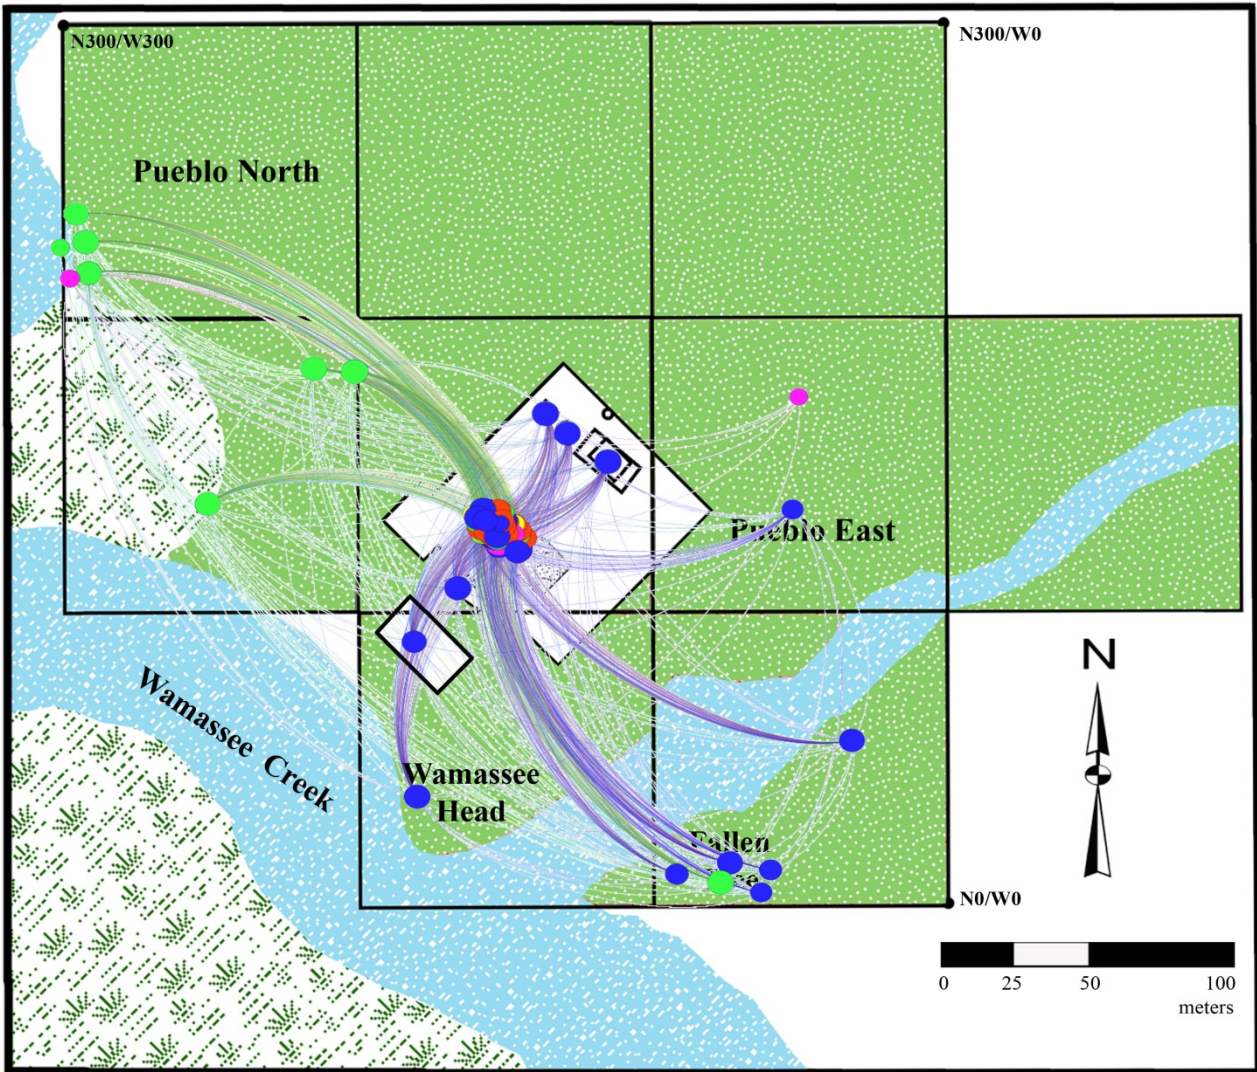 N300/W300
N300/W0
Pueblo North
Pueblo East
N
Wamassee Creek
Wamassee
Head
Fallen
N0/W0
0 25 50 100
meters